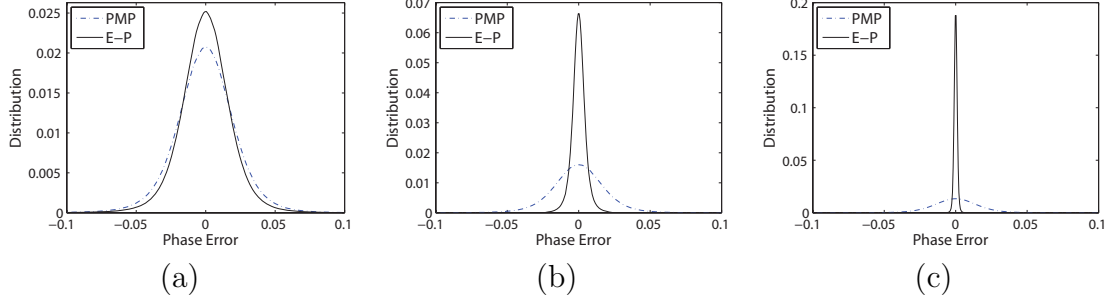 0.025
0.02
0.015
0.01
0.005
0
Distribution
PMP
E–P
−0.1
−0.05
0
0.05
0.1
Phase Error
(a)
0.07
0.06
0.05
0.04
0.03
0.02
0.01
0
Distribution
PMP
E–P
−0.1
−0.05
0
0.05
0.1
Phase Error
(b)
0.2
0.15
0.1
0.05
0
Distribution
PMP
E–P
−0.1
−0.05
0
0.05
0.1
Phase Error
(c)